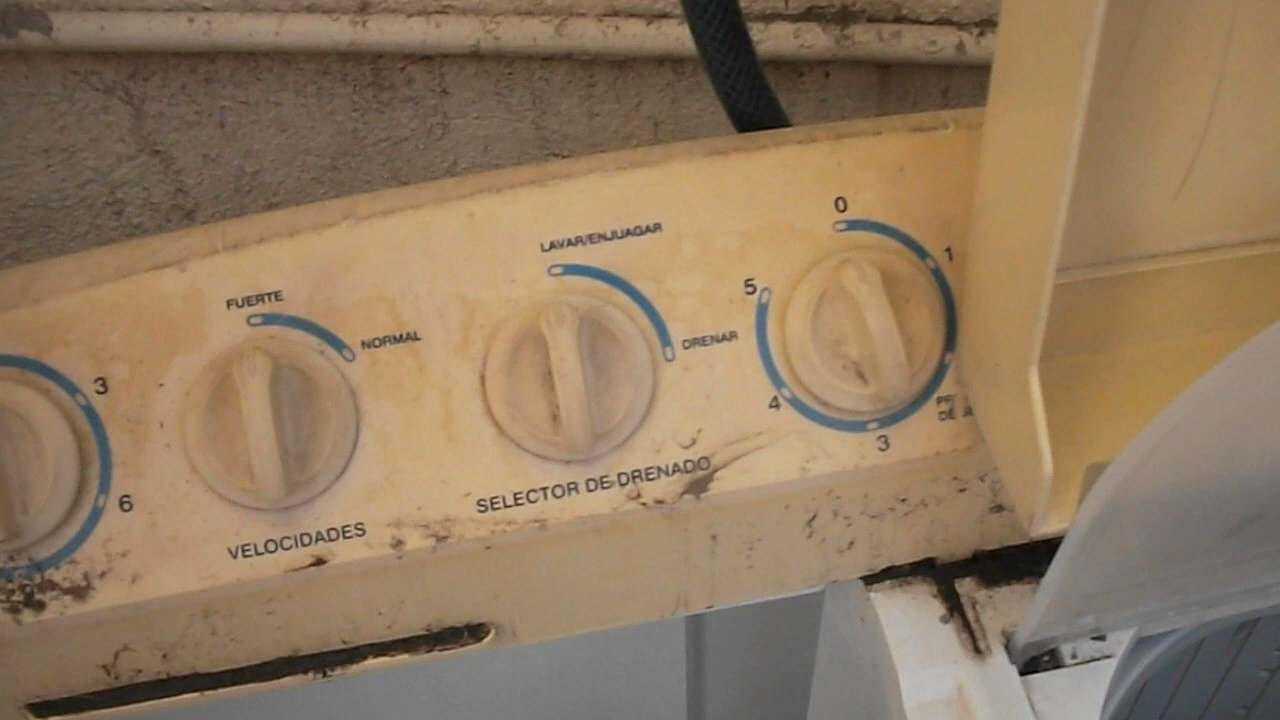 3
6
FUERTE
NORMAL
VELOCIDADES
LAVAR/ENJUAGAR
DRENAR
SELECTOR DE DRENADO
0
1
3
4
5